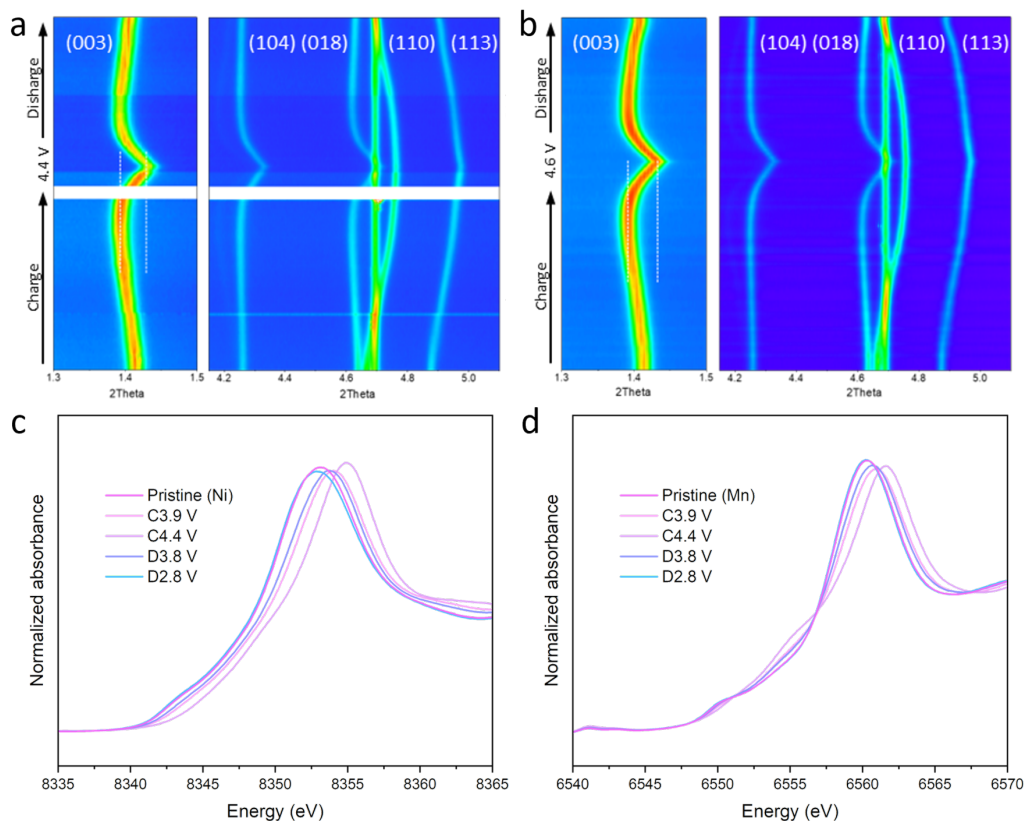 a
(003)
(104) (018)
(110)
(113)
Disharge
4.4 V
Charge
1.3
1.4
1.5
2Theta
4.2
4.4
4.6
4.8
5.0
2Theta
b
(003)
(104) (018)
(110)
(113)
Disharge
4.6 V
Charge
1.3
1.4
1.5
2Theta
4.2
4.4
4.6
4.8
5.0
2Theta
c
Normalized absorbance
Pristine (Ni)
C3.9 V
C4.4 V
D3.8 V
D2.8 V
8335
8340
8345
8350
8355
8360
8365
Energy (eV)
d
Normalized absorbance
Pristine (Mn)
C3.9 V
C4.4 V
D3.8 V
D2.8 V
6540
6545
6550
6555
6560
6565
6570
Energy (eV)